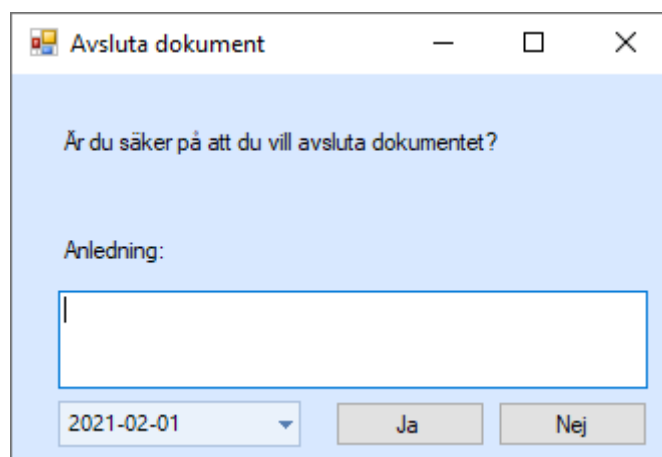 Avsluta dokument
Är du säker på att du vill avsluta dokumentet?
Anledning:
2021-02-01 Ja Nej